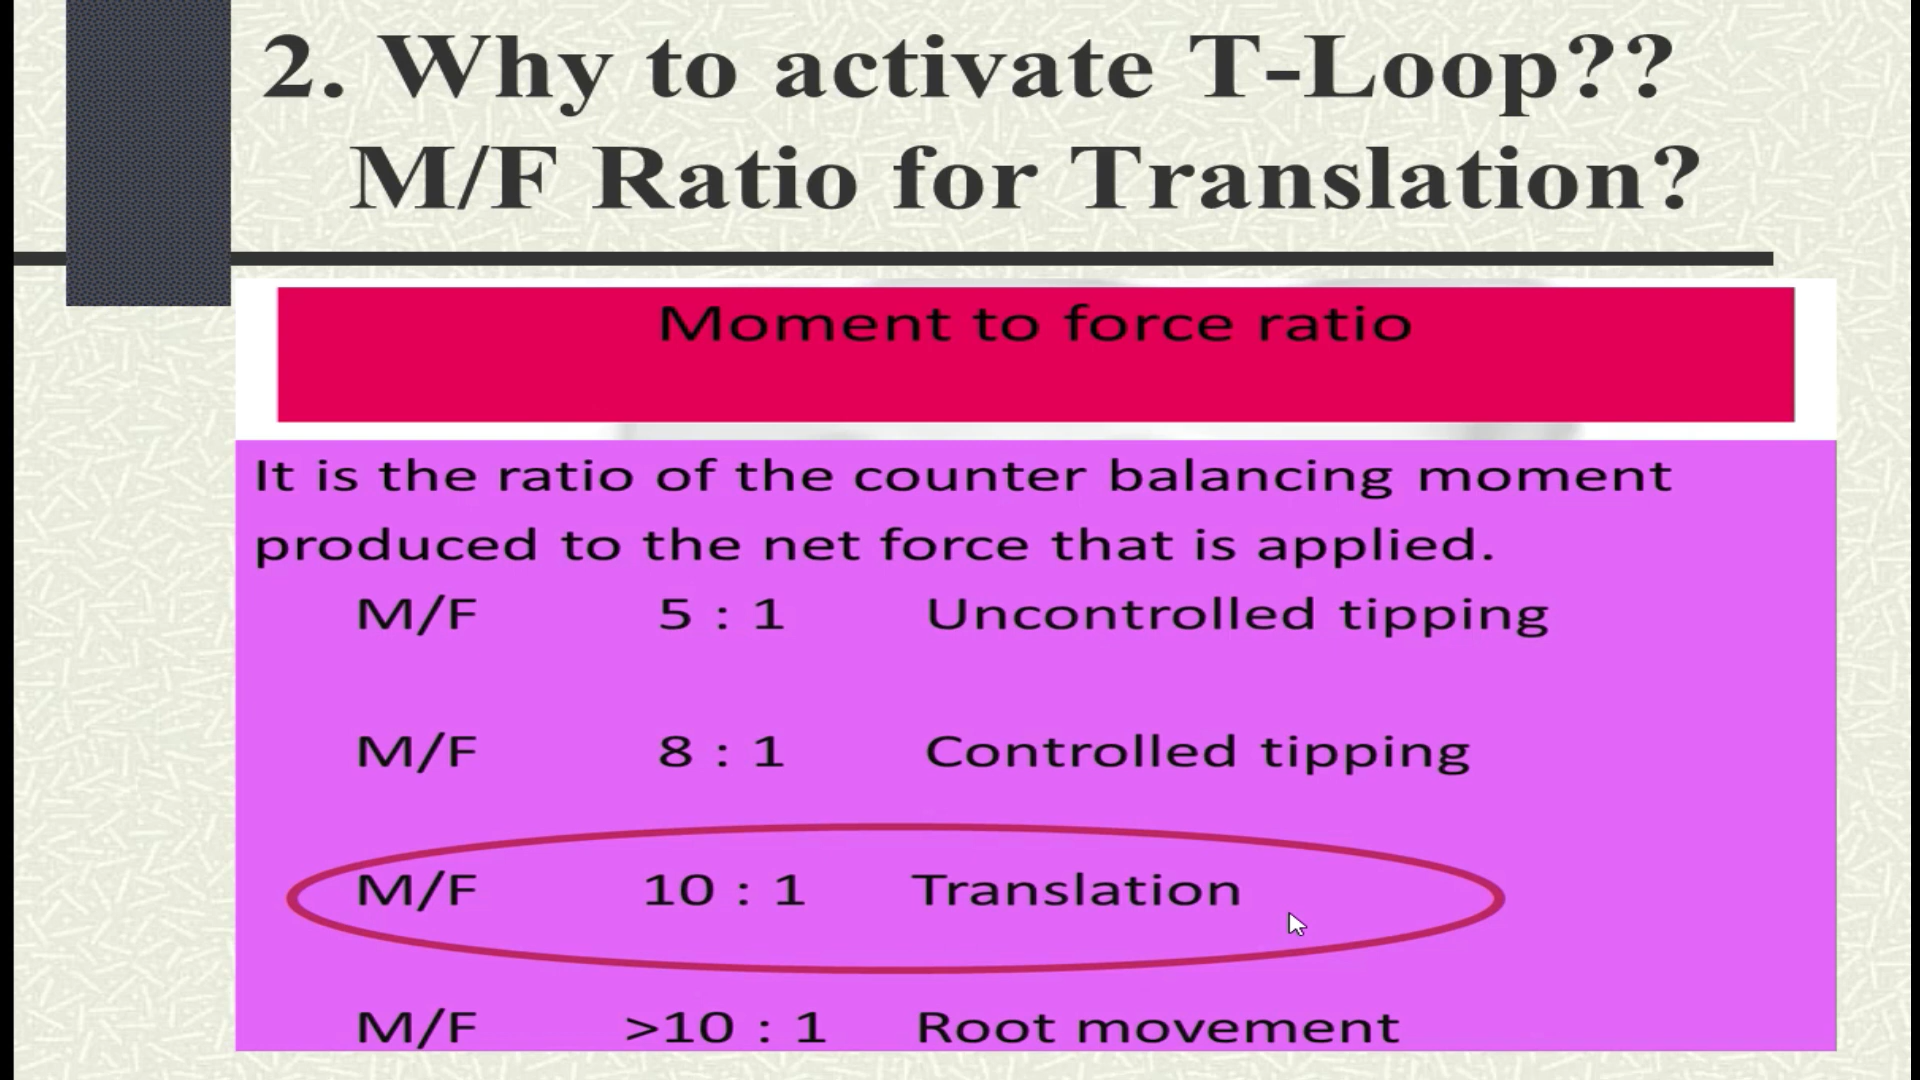 2. Why to activate T-Loop??
M/F Ratio for Translation?
Moment to force ratio
It is the ratio of the counter balancing moment
produced to the net force that is applied.
M/F 5 : 1 Uncontrolled tipping
M/F 8 : 1 Controlled tipping
M/F 10 : 1 Translation
M/F >10 : 1 Root movement